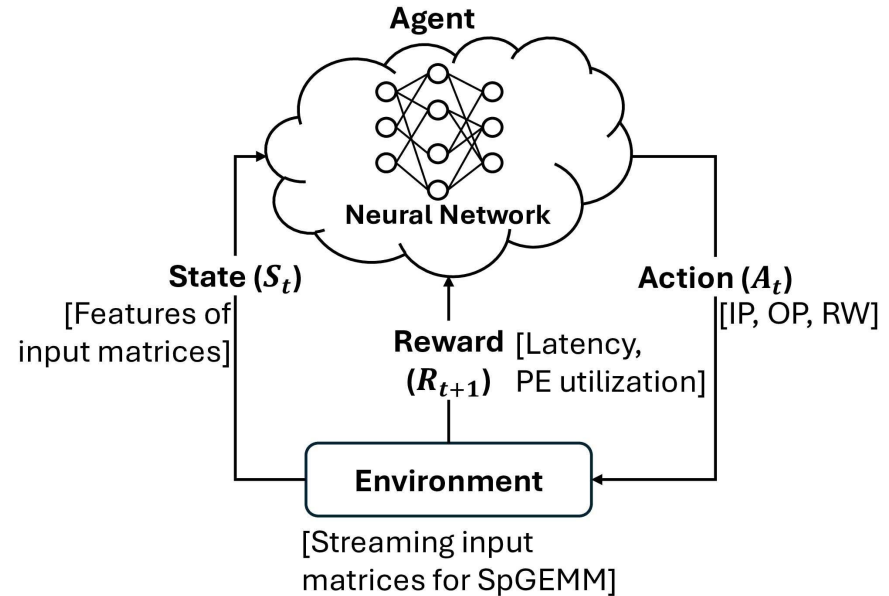 Agent
Neural Network
State (S_t)
[Features of
input matrices]
Action (A_t)
[IP, OP, RW]
Reward
(R_{t+1})
[Latency,
PE utilization]
Environment
[Streaming input
matrices for SpGEMM]